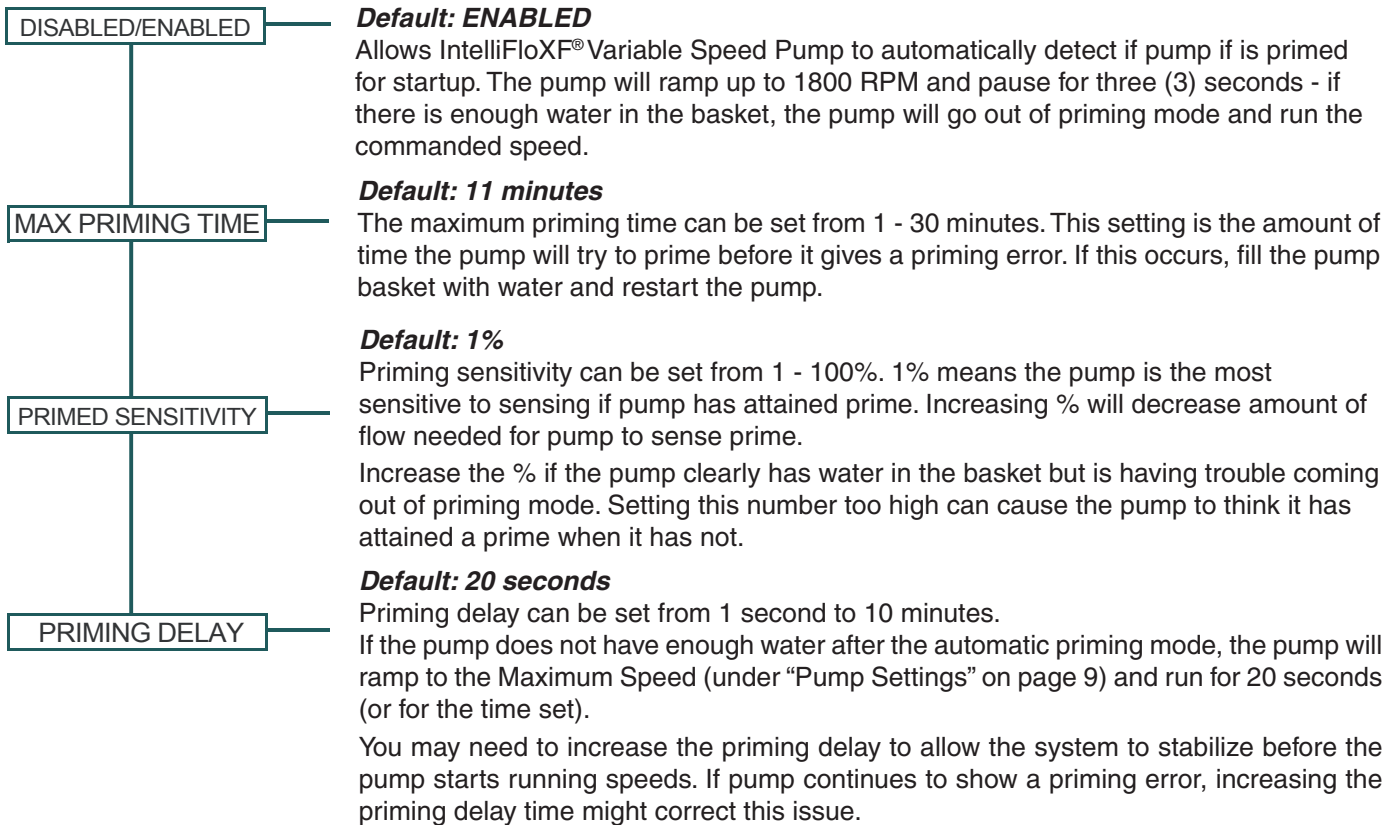 DISABLED/ENABLED
Default: ENABLED
Allows IntelliFloXF® Variable Speed Pump to automatically detect if pump if is primed
for startup. The pump will ramp up to 1800 RPM and pause for three (3) seconds - if
there is enough water in the basket, the pump will go out of priming mode and run the
commanded speed.
MAX PRIMING TIME
Default: 11 minutes
The maximum priming time can be set from 1 - 30 minutes. This setting is the amount of
time the pump will try to prime before it gives a priming error. If this occurs, fill the pump
basket with water and restart the pump.
PRIMED SENSITIVITY
Default: 1%
Priming sensitivity can be set from 1 - 100%. 1% means the pump is the most
sensitive to sensing if pump has attained prime. Increasing % will decrease amount of
flow needed for pump to sense prime.
Increase the % if the pump clearly has water in the basket but is having trouble coming
out of priming mode. Setting this number too high can cause the pump to think it has
attained a prime when it has not.
PRIMING DELAY
Default: 20 seconds
Priming delay can be set from 1 second to 10 minutes.
If the pump does not have enough water after the automatic priming mode, the pump will
ramp to the Maximum Speed (under “Pump Settings” on page 9) and run for 20 seconds
(or for the time set).
You may need to increase the priming delay to allow the system to stabilize before the
pump starts running speeds. If pump continues to show a priming error, increasing the
priming delay time might correct this issue.